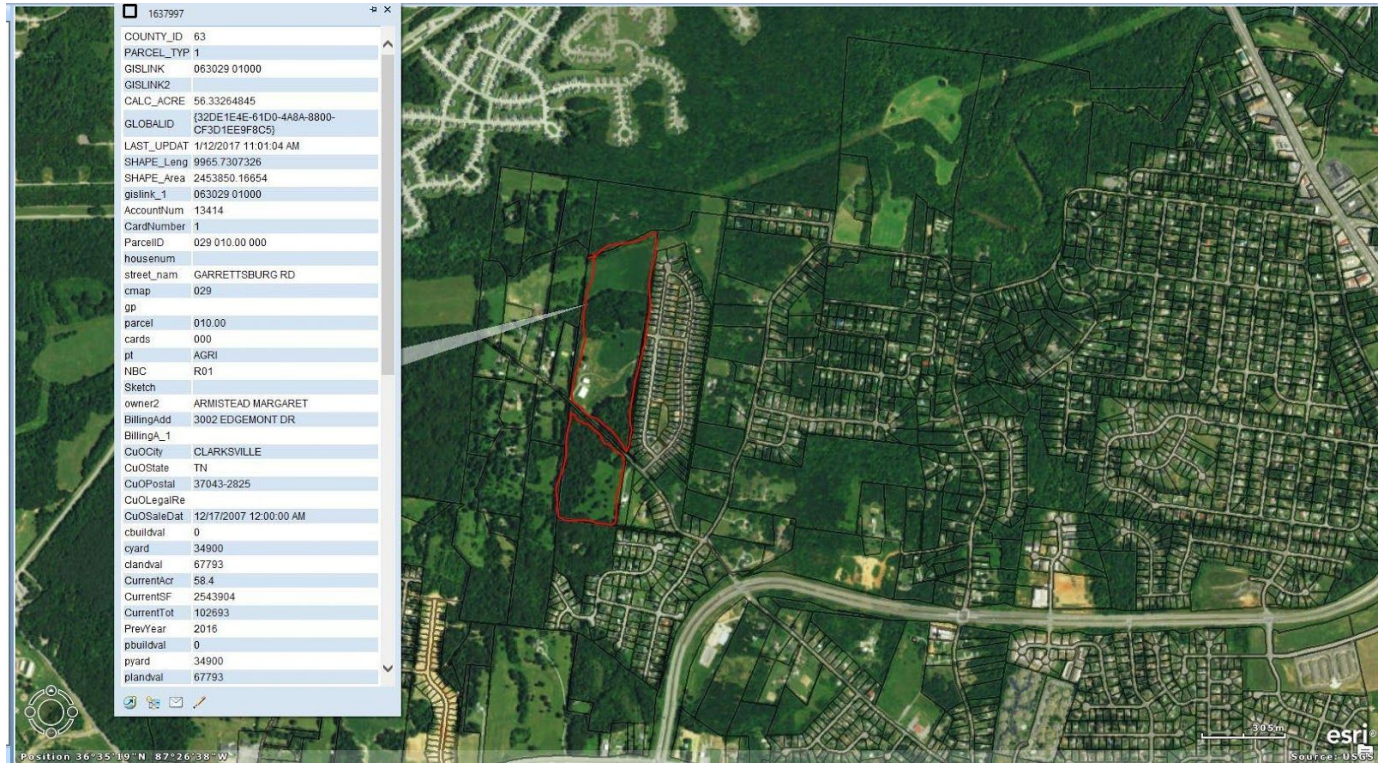 1637997
COUNTY_ID 63
PARCEL_TYP 1
GISLINK 063029 01000
GISLINK2
CALC_ACRE 56.33264845
GLOBALID {32DE1E4E-61D0-4A8A-8800-
CF3D1EE9F8C5}
LAST_UPDAT 1/12/2017 11:01:04 AM
SHAPE_Leng 9965.7307326
SHAPE_Area 2453850.16654
gislink_1 063029 01000
AccountNum 13414
CardNumber 1
ParcelID 029 010.00 000
housenum
street_nam GARRETTSBURG RD
cmap 029
gp
parcel 010.00
cards 000
pt AGRI
NBC R01
Sketch
owner2 ARMISTEAD MARGARET
BillingAdd 3002 EDGEMONT DR
BillingA_1
CuOCity CLARKSVILLE
CuOState TN
CuOPostal 37043-2825
CuOLegalRe
CuOSaleDat 12/17/2007 12:00:00 AM
cbuildval 0
cyard 34900
clandval 67793
CurrentAcr 58.4
CurrentSF 2543904
CurrentTot 102693
PrevYear 2016
pbuildval 0
pyard 34900
plandval 67793
305m
esri
Position 36°35'19"N 87°26'38"W
Source: USGS